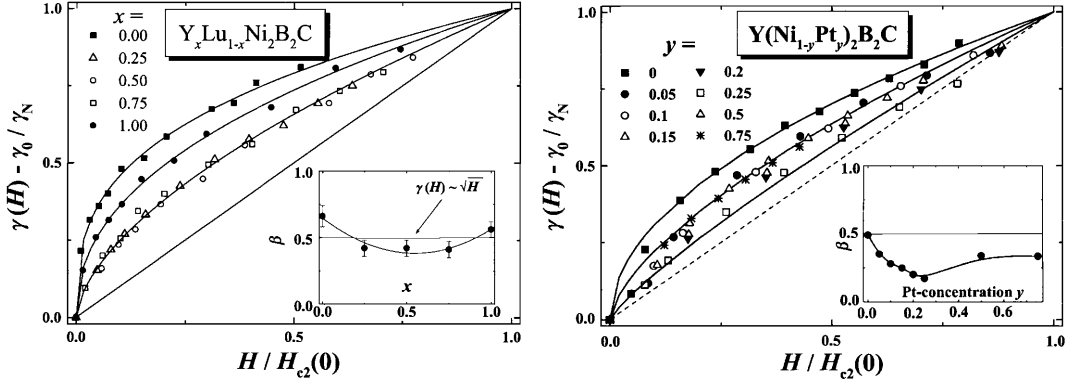 x =
0.00
0.25
0.50
0.75
1.00
YxLu1-xNi2B2C
γ(H) - γ0 / γN
1.0
0.5
0.0
0.0
0.5
1.0
H / Hc2(0)
1.0
β 0.5
0.0
γ(H) ~ √H
0.0 0.5 1.0
x
Y(Ni1-yPty)2B2C
y =
0
0.2
0.05
0.25
0.1
0.5
0.15
0.75
γ(H) - γ0 / γN
1.0
0.5
0.0
0.0
0.5
1.0
H / Hc2(0)
1.0
β 0.5
0.0
Pt-concentration y
0.0 0.2 0.4 0.6